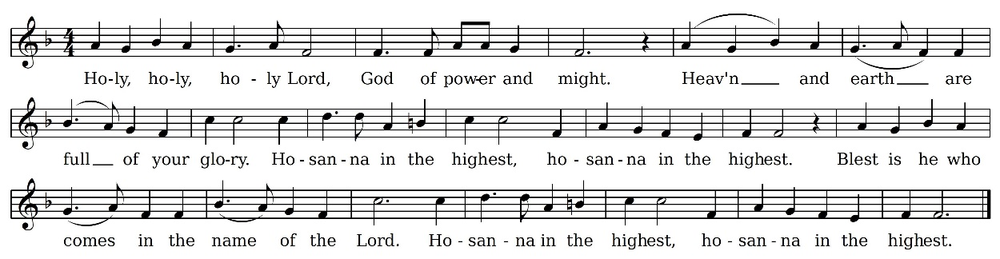 Ho-ly, ho-ly, ho - ly Lord, God of pow-er and might. Heav'n and earth are
full of your glo-ry. Ho - san - na in the highest, ho - san - na in the highest. Blest is he who
comes in the name of the Lord. Ho - san - na in the highest, ho - san - na in the highest.